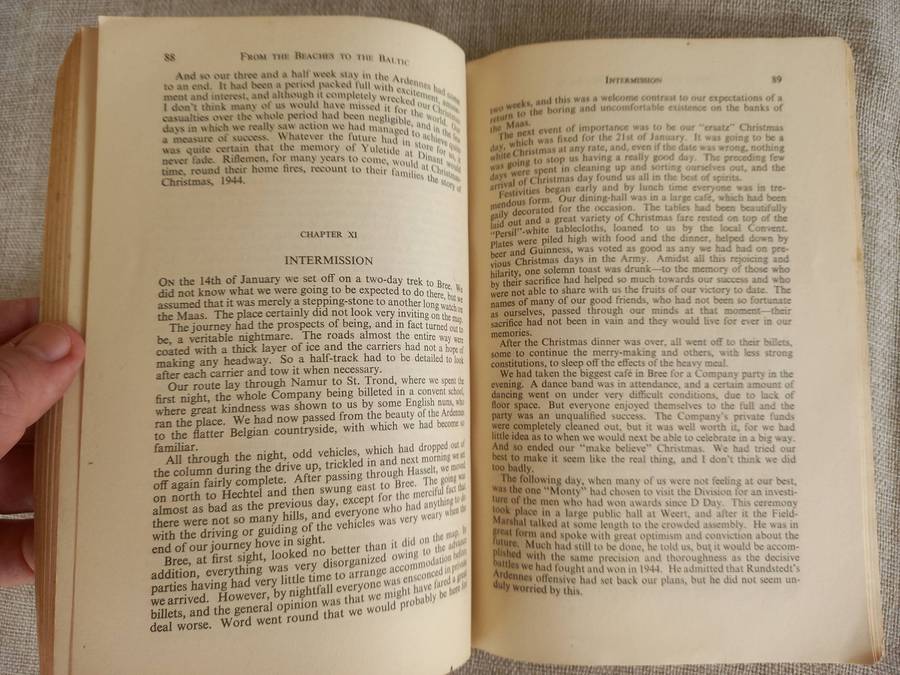 88 FROM THE BEACHES TO THE BALTIC
And so our three and a half week stay in the Ardennes had
to an end. It had been a period packed full with excitement,
ment and interest, and although it completely wrecked our Christmas
I don't think many of us would have missed it for the world. Our
casualties over the whole period had been negligible, and in the few
days in which we really saw action we had managed to achieve quite
a measure of success. Whatever the future had in store for us, it
was quite certain that the memory of Yuletide at Dinant would
never fade. Riflemen, for many years to come, would at Christmas
time, round their home fires, recount to their families the story of
Christmas, 1944.
CHAPTER XI
INTERMISSION
ON the 14th of January we set off on a two-day trek to Bree. We
did not know what we were going to be expected to do there, but we
assumed that it was merely a stepping-stone to another long watch on
the Maas. The place certainly did not look very inviting on the map.
The journey had the prospects of being, and in fact turned out to
be, a veritable nightmare. The roads almost the entire way were
coated with a thick layer of ice and the carriers had not a hope of
making any headway. So a half-track had to be detailed to look
after each carrier and tow it when necessary.
Our route lay through Namur to St. Trond, where we spent the
first night, the whole Company being billeted in a convent school,
where great kindness was shown to us by some English nuns, who
ran the place. We had now passed from the beauty of the Ardennes
to the flatter Belgian countryside, with which we had become so
familiar.
All through the night, odd vehicles, which had dropped out of
the column during the drive up, trickled in and next morning we set
off again fairly complete. After passing through Hasselt, we moved
on north to Hechtel and then swung east to Bree. The going was
almost as bad as the previous day, except for the merciful fact that
there were not so many hills, and everyone who had anything to do
with the driving or guiding of the vehicles was very weary when the
end of our journey hove in sight.
Bree, at first sight, looked no better than it did on the map. In
addition, everything was very disorganized owing to the advance
parties having had very little time to arrange accommodation before
we arrived. However, by nightfall everyone was ensconced in private
billets, and the general opinion was that we might have fared a great
deal worse. Word went round that we would probably be here for
INTERMISSION 89
two weeks, and this was a welcome contrast to our expectations of a
return to the boring and uncomfortable existence on the banks of
the Maas.
The next event of importance was to be our "ersatz" Christmas
day, which was fixed for the 21st of January. It was going to be a
white Christmas at any rate, and, even if the date was wrong, nothing
was going to stop us having a really good day. The preceding few
days were spent in cleaning up and sorting ourselves out, and the
arrival of Christmas day found us all in the best of spirits.
Festivities began early and by lunch time everyone was in tre-
mendous form. Our dining-hall was in a large café, which had been
gaily decorated for the occasion. The tables had been beautifully
laid out and a great variety of Christmas fare rested on top of the
"Persil"-white tablecloths, loaned to us by the local Convent.
Plates were piled high with food and the dinner, helped down by
beer and Guinness, was voted as good as any we had had on pre-
vious Christmas days in the Army. Amidst all this rejoicing and
hilarity, one solemn toast was drunk—to the memory of those who
by their sacrifice had helped so much towards our success and who
were not able to share with us the fruits of our victory to date. The
names of many of our good friends, who had not been so fortunate
as ourselves, passed through our minds at that moment—their
sacrifice had not been in vain and they would live for ever in our
memories.
After the Christmas dinner was over, all went off to their billets,
some to continue the merry-making and others, with less strong
constitutions, to sleep off the effects of the heavy meal.
We had taken the biggest café in Bree for a Company party in the
evening. A dance band was in attendance, and a certain amount of
dancing went on under very difficult conditions, due to lack of
floor space. But everyone enjoyed themselves to the full and the
party was an unqualified success. The Company's private funds
were completely cleaned out, but it was well worth it, for we had
little idea as to when we would next be able to celebrate in a big way.
And so ended our "make believe" Christmas. We had tried our
best to make it seem like the real thing, and I don't think we did
too badly.
The following day, when many of us were not feeling at our best,
was the one "Monty" had chosen to visit the Division for an investi-
ture of the men who had won awards since D Day. This ceremony
took place in a large public hall at Weert, and after it the Field-
Marshal talked at some length to the crowded assembly. He was in
great form and spoke with great optimism and conviction about the
future. Much had still to be done, he told us, but it would be accom-
plished with the same precision and thoroughness as the decisive
battles we had fought and won in 1944. He admitted that Rundstedt's
Ardennes offensive had set back our plans, but he did not seem un-
duly worried by this.